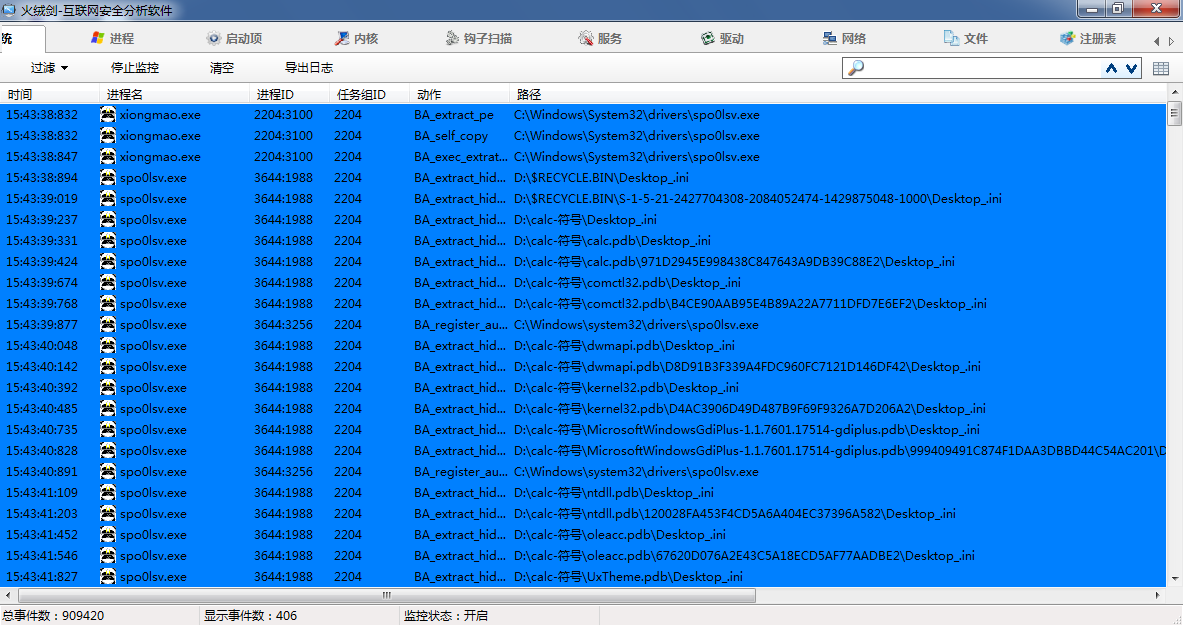 火绒剑-互联网安全分析软件
统 进程 启动项 内核 钩子扫描 服务 驱动 网络 文件 注册表
过滤 停止监控 清空 导出日志
时间 进程名 进程ID 任务组ID 动作 路径
15:43:38:832 xiongmao.exe 2204:3100 2204 BA_extract_pe C:\Windows\System32\drivers\spo0lsv.exe
15:43:38:832 xiongmao.exe 2204:3100 2204 BA_self_copy C:\Windows\System32\drivers\spo0lsv.exe
15:43:38:847 xiongmao.exe 2204:3100 2204 BA_exec_extrat... C:\Windows\System32\drivers\spo0lsv.exe
15:43:38:894 spo0lsv.exe 3644:1988 2204 BA_extract_hid... D:\$RECYCLE.BIN\Desktop_.ini
15:43:39:019 spo0lsv.exe 3644:1988 2204 BA_extract_hid... D:\$RECYCLE.BIN\S-1-5-21-2427704308-2084052474-1429875048-1000\Desktop_.ini
15:43:39:237 spo0lsv.exe 3644:1988 2204 BA_extract_hid... D:\calc-符号\Desktop_.ini
15:43:39:331 spo0lsv.exe 3644:1988 2204 BA_extract_hid... D:\calc-符号\calc.pdb\Desktop_.ini
15:43:39:424 spo0lsv.exe 3644:1988 2204 BA_extract_hid... D:\calc-符号\calc.pdb\971D2945E998438C847643A9DB39C88E2\Desktop_.ini
15:43:39:674 spo0lsv.exe 3644:1988 2204 BA_extract_hid... D:\calc-符号\comctl32.pdb\Desktop_.ini
15:43:39:768 spo0lsv.exe 3644:1988 2204 BA_extract_hid... D:\calc-符号\comctl32.pdb\B4CE90AAB95E4B89A22A7711DFD7E6EF2\Desktop_.ini
15:43:39:877 spo0lsv.exe 3644:3256 2204 BA_register_au... C:\Windows\system32\drivers\spo0lsv.exe
15:43:40:048 spo0lsv.exe 3644:1988 2204 BA_extract_hid... D:\calc-符号\dwmapi.pdb\Desktop_.ini
15:43:40:142 spo0lsv.exe 3644:1988 2204 BA_extract_hid... D:\calc-符号\dwmapi.pdb\D8D91B3F339A4FDC960FC7121D146DF42\Desktop_.ini
15:43:40:392 spo0lsv.exe 3644:1988 2204 BA_extract_hid... D:\calc-符号\kernel32.pdb\Desktop_.ini
15:43:40:485 spo0lsv.exe 3644:1988 2204 BA_extract_hid... D:\calc-符号\kernel32.pdb\D4AC3906D49D487B9F69F9326A7D206A2\Desktop_.ini
15:43:40:735 spo0lsv.exe 3644:1988 2204 BA_extract_hid... D:\calc-符号\MicrosoftWindowsGdiPlus-1.1.7601.17514-gdiplus.pdb\Desktop_.ini
15:43:40:828 spo0lsv.exe 3644:1988 2204 BA_extract_hid... D:\calc-符号\MicrosoftWindowsGdiPlus-1.1.7601.17514-gdiplus.pdb\999409491C874F1DAA3DBBD44C54AC201\D
15:43:40:891 spo0lsv.exe 3644:3256 2204 BA_register_au... C:\Windows\system32\drivers\spo0lsv.exe
15:43:41:109 spo0lsv.exe 3644:1988 2204 BA_extract_hid... D:\calc-符号\ntdll.pdb\Desktop_.ini
15:43:41:203 spo0lsv.exe 3644:1988 2204 BA_extract_hid... D:\calc-符号\ntdll.pdb\120028FA453F4CD5A6A404EC37396A582\Desktop_.ini
15:43:41:452 spo0lsv.exe 3644:1988 2204 BA_extract_hid... D:\calc-符号\oleacc.pdb\Desktop_.ini
15:43:41:546 spo0lsv.exe 3644:1988 2204 BA_extract_hid... D:\calc-符号\oleacc.pdb\67620D076A2E43C5A18ECD5AF77AADBE2\Desktop_.ini
15:43:41:827 spo0lsv.exe 3644:1988 2204 BA_extract_hid... D:\calc-符号\UxTheme.pdb\Desktop_.ini
总事件数：909420 显示事件数：406 监控状态：开启